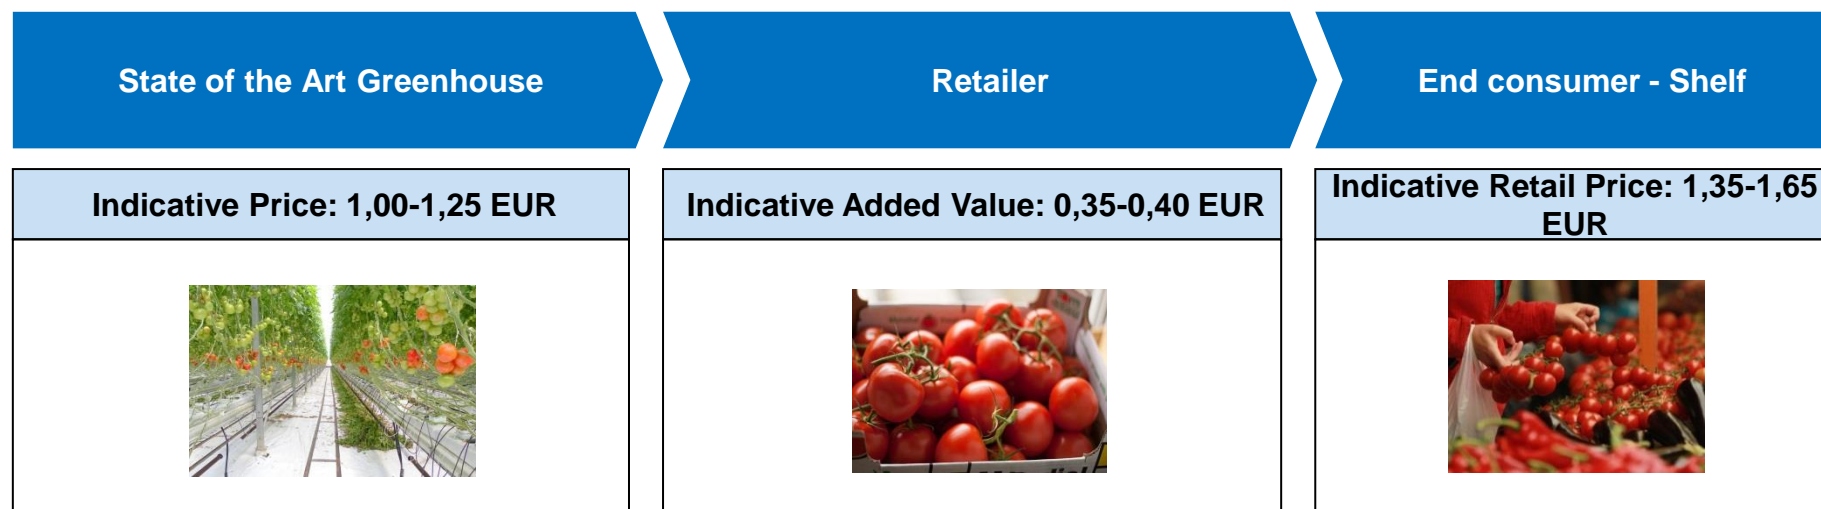 State of the Art Greenhouse
Retailer
End consumer - Shelf
Indicative Price: 1,00-1,25 EUR
Indicative Added Value: 0,35-0,40 EUR
Indicative Retail Price: 1,35-1,65
EUR